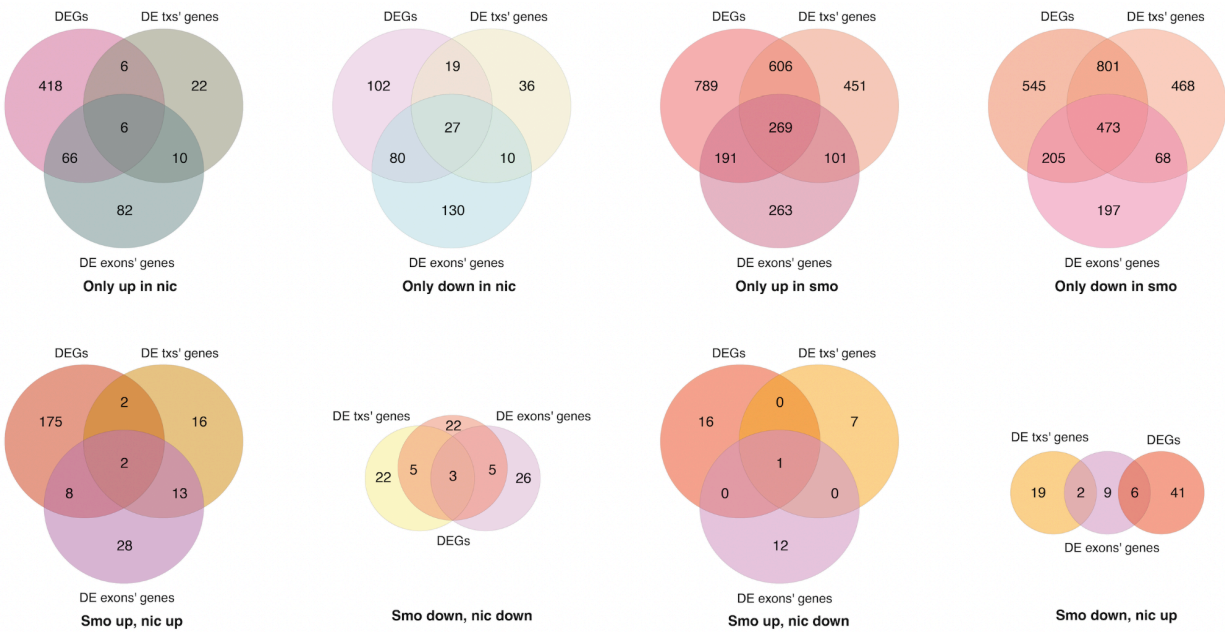 DEGs DE txs' genes
418 6 22
6
66 10
82
DE exons' genes
Only up in nic
DEGs DE txs' genes
102 19 36
27
80 10
130
DE exons' genes
Only down in nic
DEGs DE txs' genes
789 606 451
269
191 101
263
DE exons' genes
Only up in smo
DEGs DE txs' genes
545 801 468
473
205 68
197
DE exons' genes
Only down in smo
DEGs DE txs' genes
175 2 16
2
8 13
28
DE exons' genes
Smo up, nic up
DE txs' genes DE exons' genes
22
22 5 3 5 26
DEGs
Smo down, nic down
DEGs DE txs' genes
16 0 7
1
0 0
12
DE exons' genes
Smo up, nic down
DE txs' genes DEGs
19 2 9 6 41
DE exons' genes
Smo down, nic up